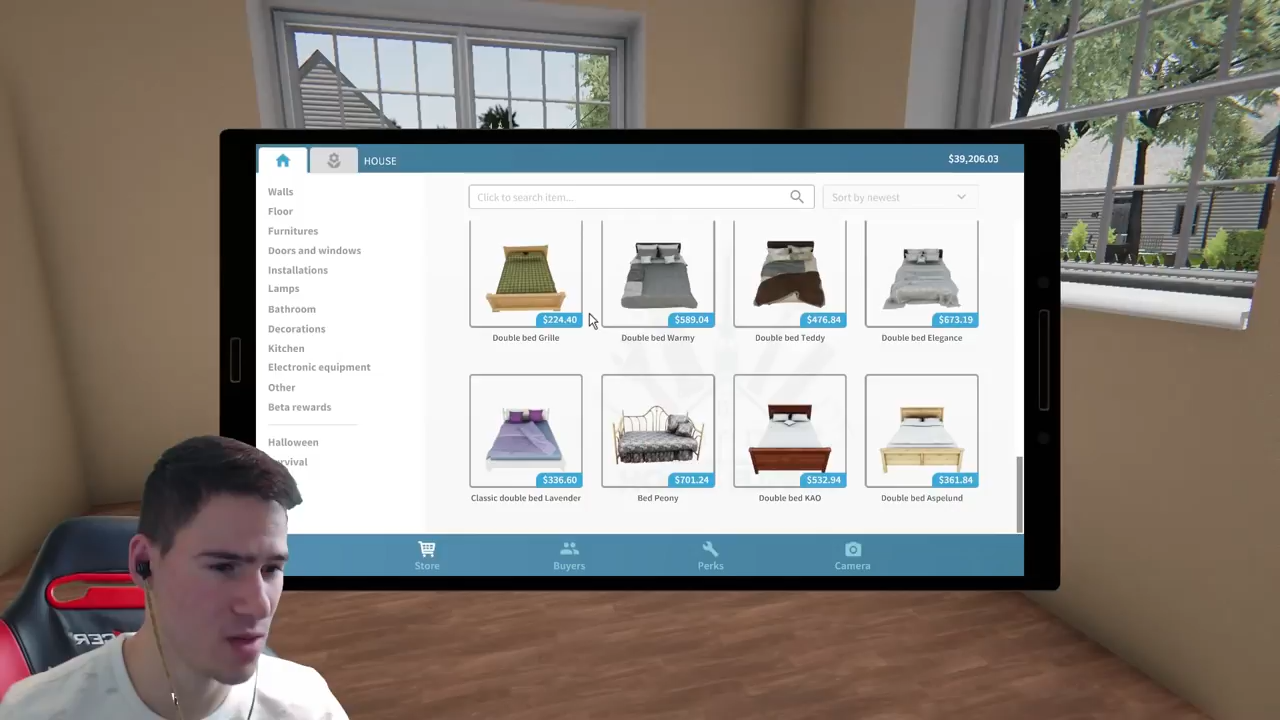 HOUSE
$39,206.03
Walls
Floor
Furnitures
Doors and windows
Installations
Lamps
Bathroom
Decorations
Kitchen
Electronic equipment
Other
Beta rewards
Halloween
Click to search item...
Sort by newest
$224.40
$589.04
$476.84
$673.19
Double bed Grille
Double bed Warmy
Double bed Teddy
Double bed Elegance
$336.60
$701.24
$532.94
$361.84
Classic double bed Lavender
Bed Peony
Double bed KAO
Double bed Aspelund
Store
Buyers
Perks
Camera